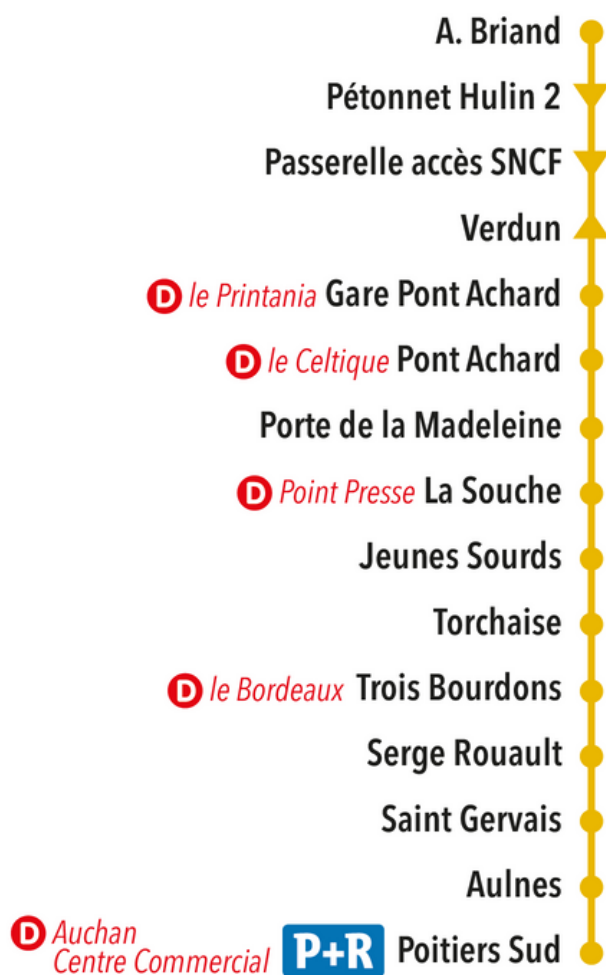 A. Briand
Pétonnet Hulin 2
Passerelle accès SNCF
Verdun
D le Printania Gare Pont Achard
D le Celtique Pont Achard
Porte de la Madeleine
D Point Presse La Souche
Jeunes Sourds
Torchaise
D le Bordeaux Trois Bourdons
Serge Rouault
Saint Gervais
Aulnes
D Auchan
Centre Commercial P+R Poitiers Sud